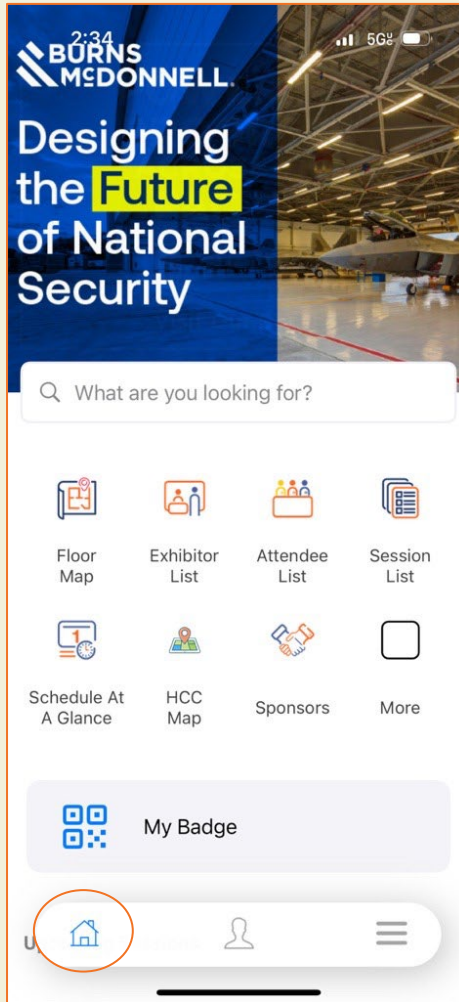 2:34
5G
BURNS
McDONNELL.
Designing
the Future
of National
Security
What are you looking for?
Floor
Map
Exhibitor
List
Attendee
List
Session
List
1
Schedule At
A Glance
HCC
Map
Sponsors
More
My Badge